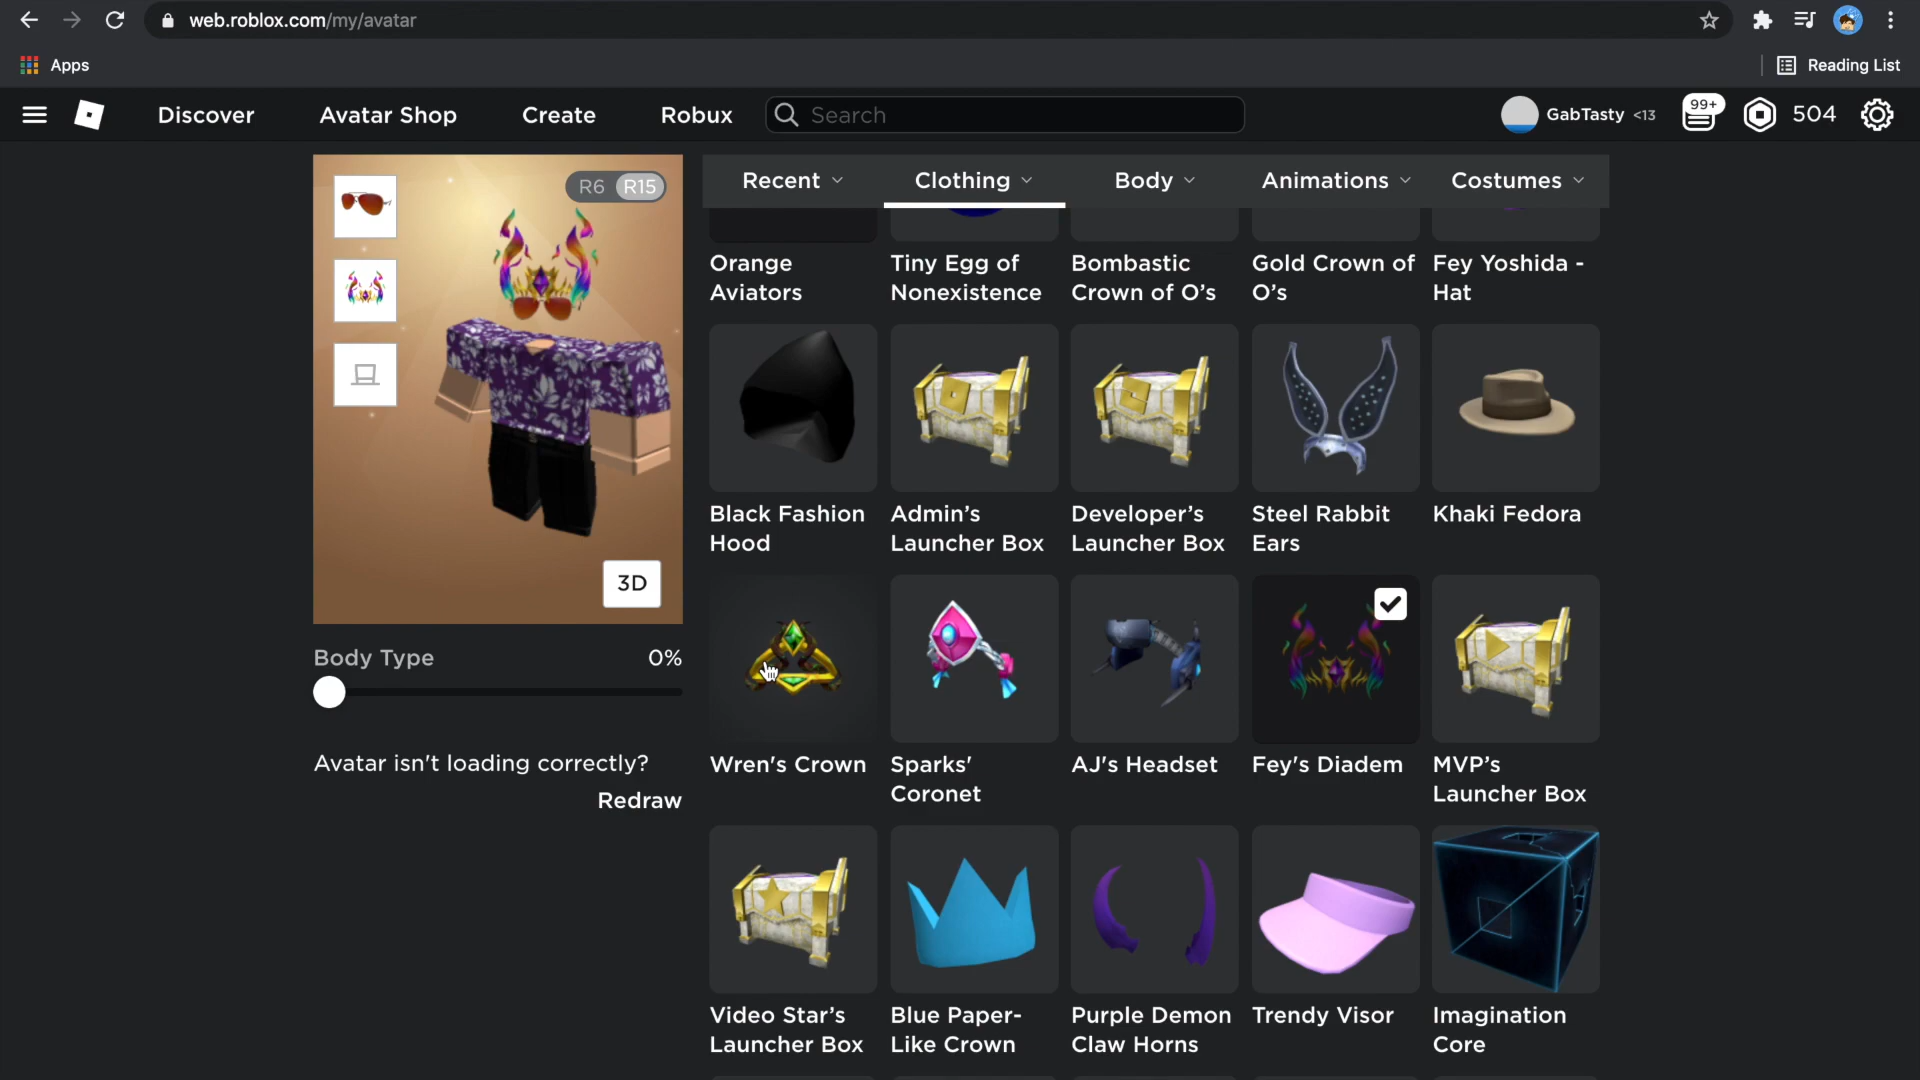 web.roblox.com/my/avatar
Apps
Reading List
Discover
Avatar Shop
Create
Robux
Search
GabTasty <13
99+
504
R6 R15
Recent
Clothing
Body
Animations
Costumes
Orange
Aviators
Tiny Egg of
Nonexistence
Bombastic
Crown of O’s
Gold Crown of
O’s
Fey Yoshida -
Hat
Black Fashion
Hood
Admin’s
Launcher Box
Developer’s
Launcher Box
Steel Rabbit
Ears
Khaki Fedora
3D
Body Type 0%
Avatar isn't loading correctly?
Redraw
Wren's Crown
Sparks'
Coronet
AJ's Headset
Fey's Diadem
MVP’s
Launcher Box
Video Star’s
Launcher Box
Blue Paper-
Like Crown
Purple Demon
Claw Horns
Trendy Visor
Imagination
Core